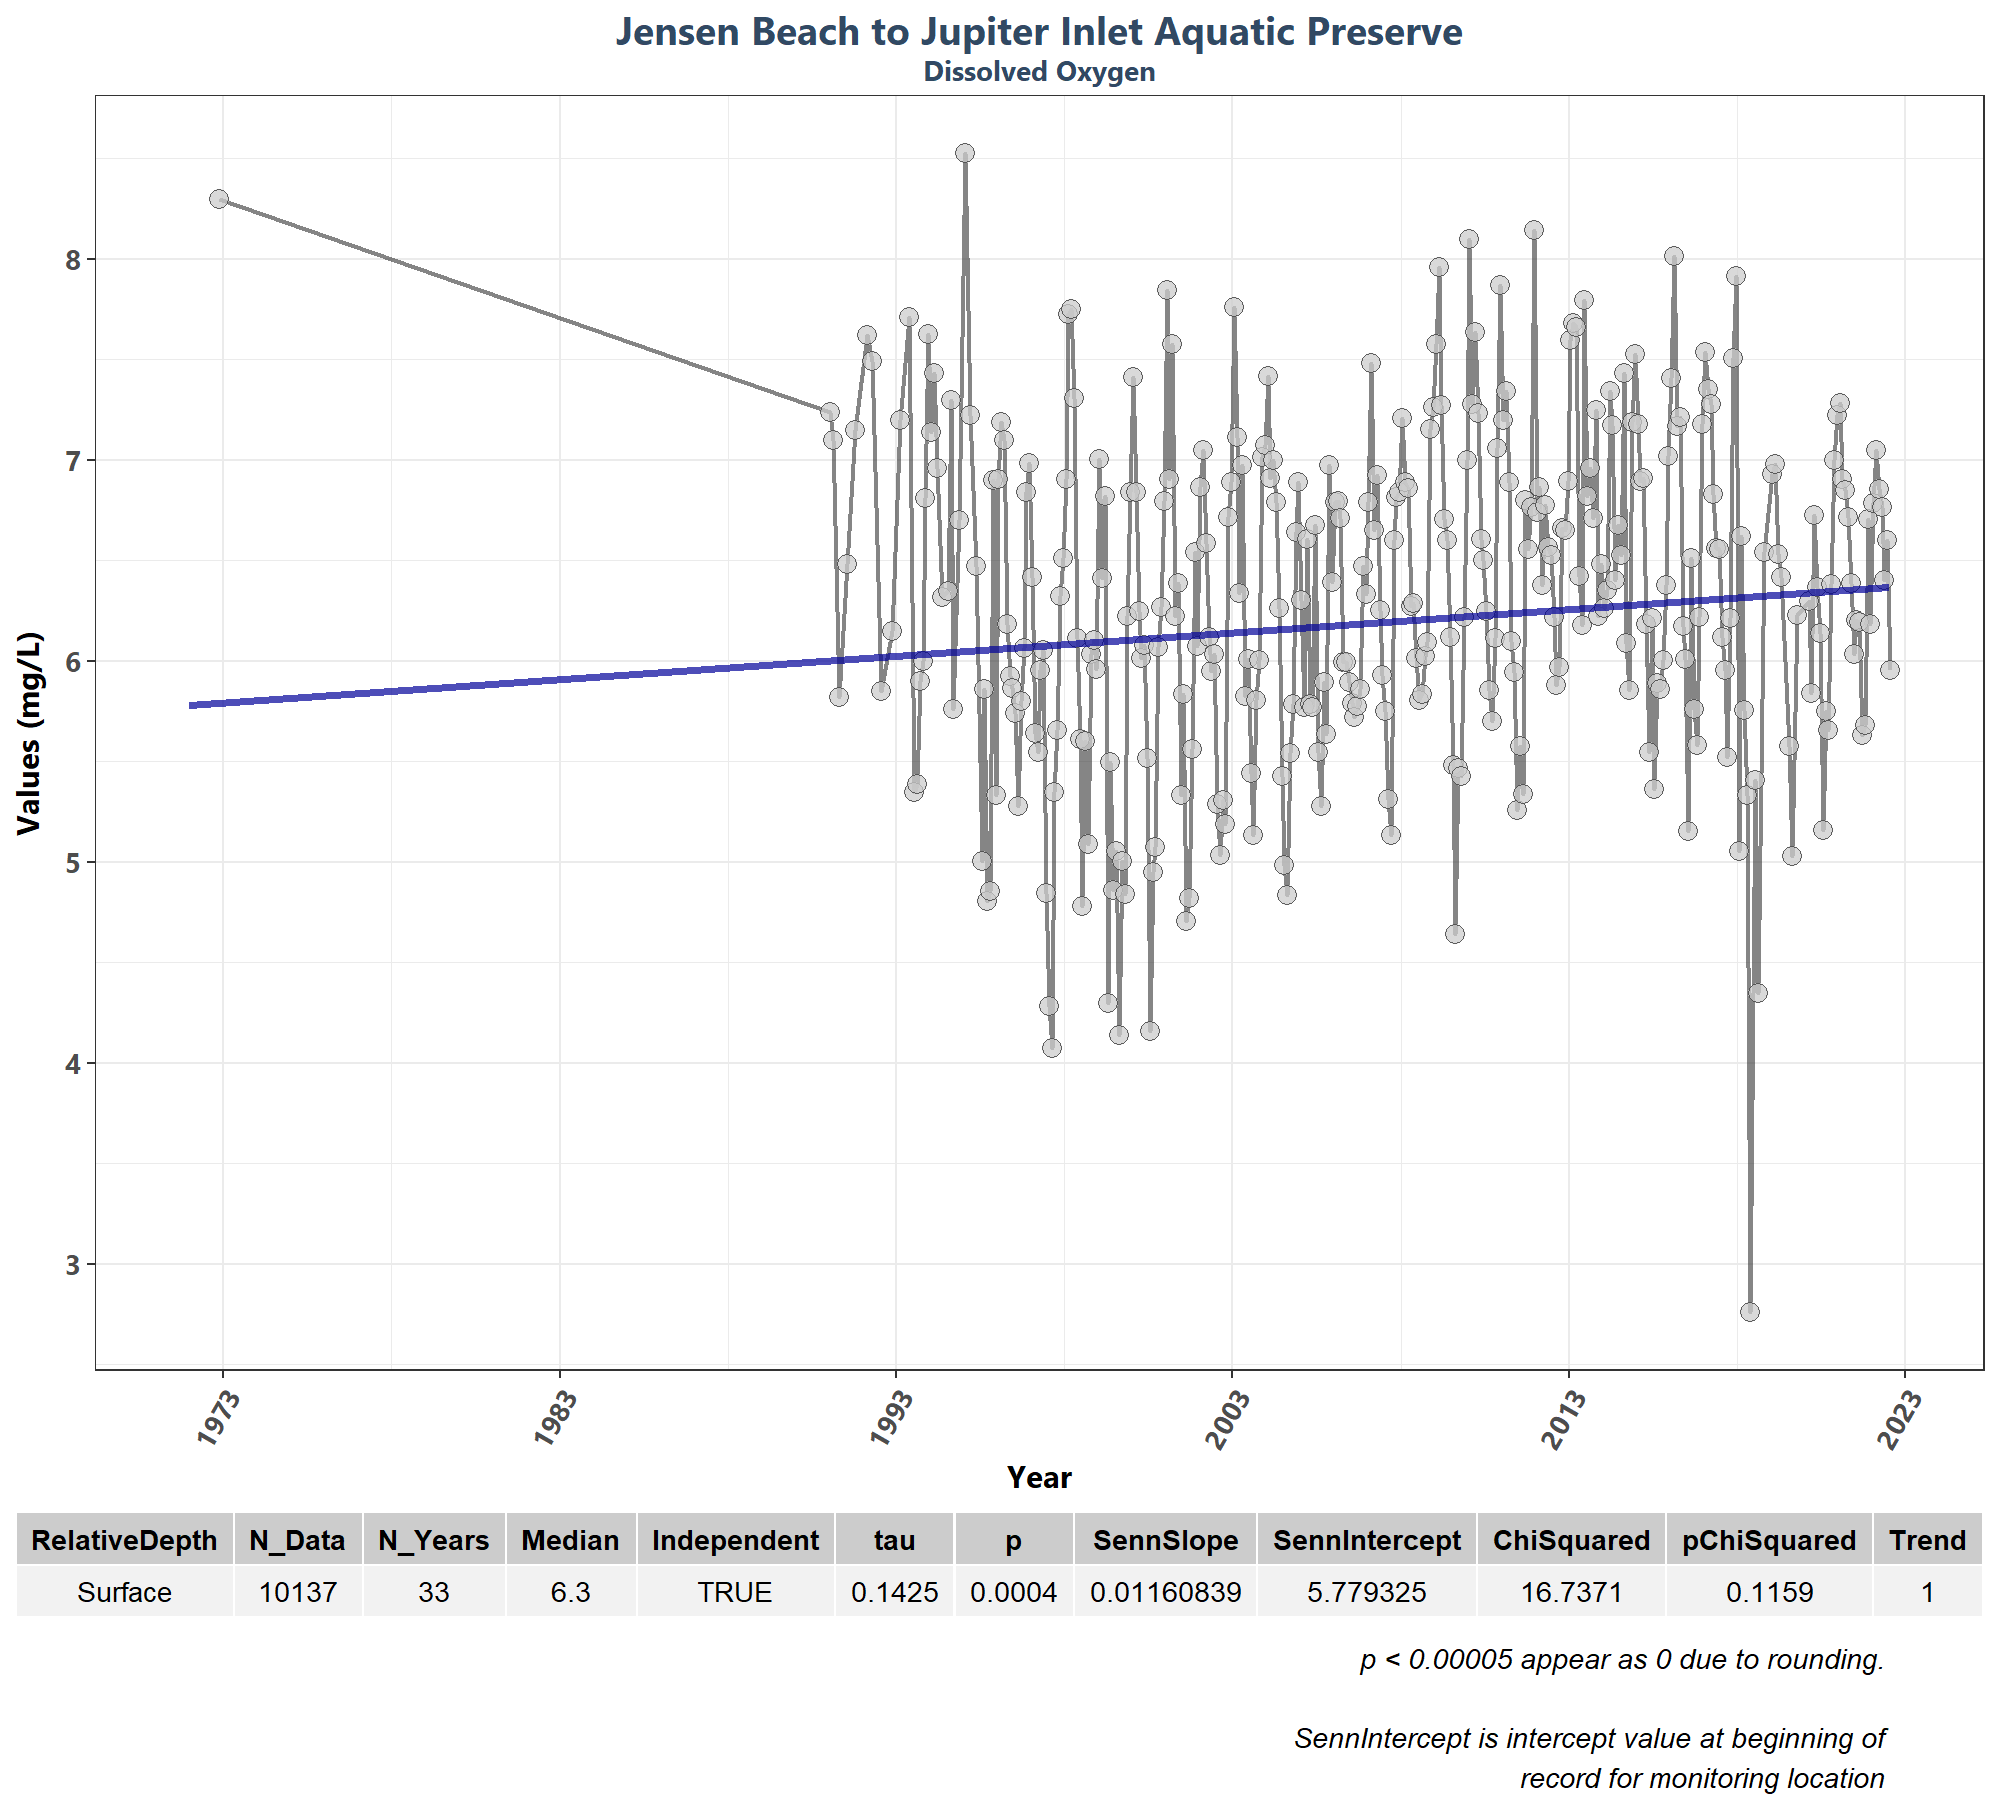 Jensen Beach to Jupiter Inlet Aquatic Preserve
Dissolved Oxygen
Values (mg/L)
8
7
6
5
4
3
1973
1983
1993
2003
2013
2023
Year
RelativeDepth N_Data N_Years Median Independent tau p SennSlope SennIntercept ChiSquared pChiSquared Trend
Surface 10137 33 6.3 TRUE 0.1425 0.0004 0.01160839 5.779325 16.7371 0.1159 1
p < 0.00005 appear as 0 due to rounding.
SennIntercept is intercept value at beginning of
record for monitoring location